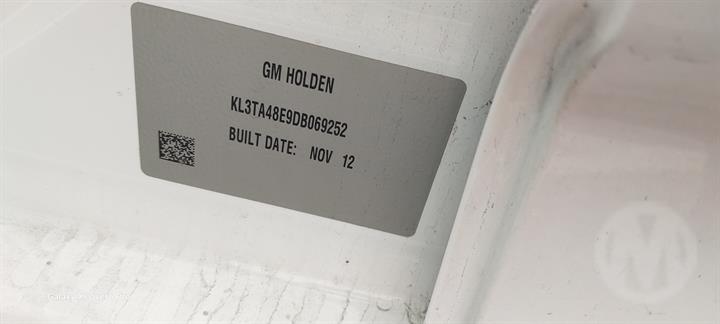 GM HOLDEN
KL3TA48E9DB069252
BUILT DATE: NOV 12
M